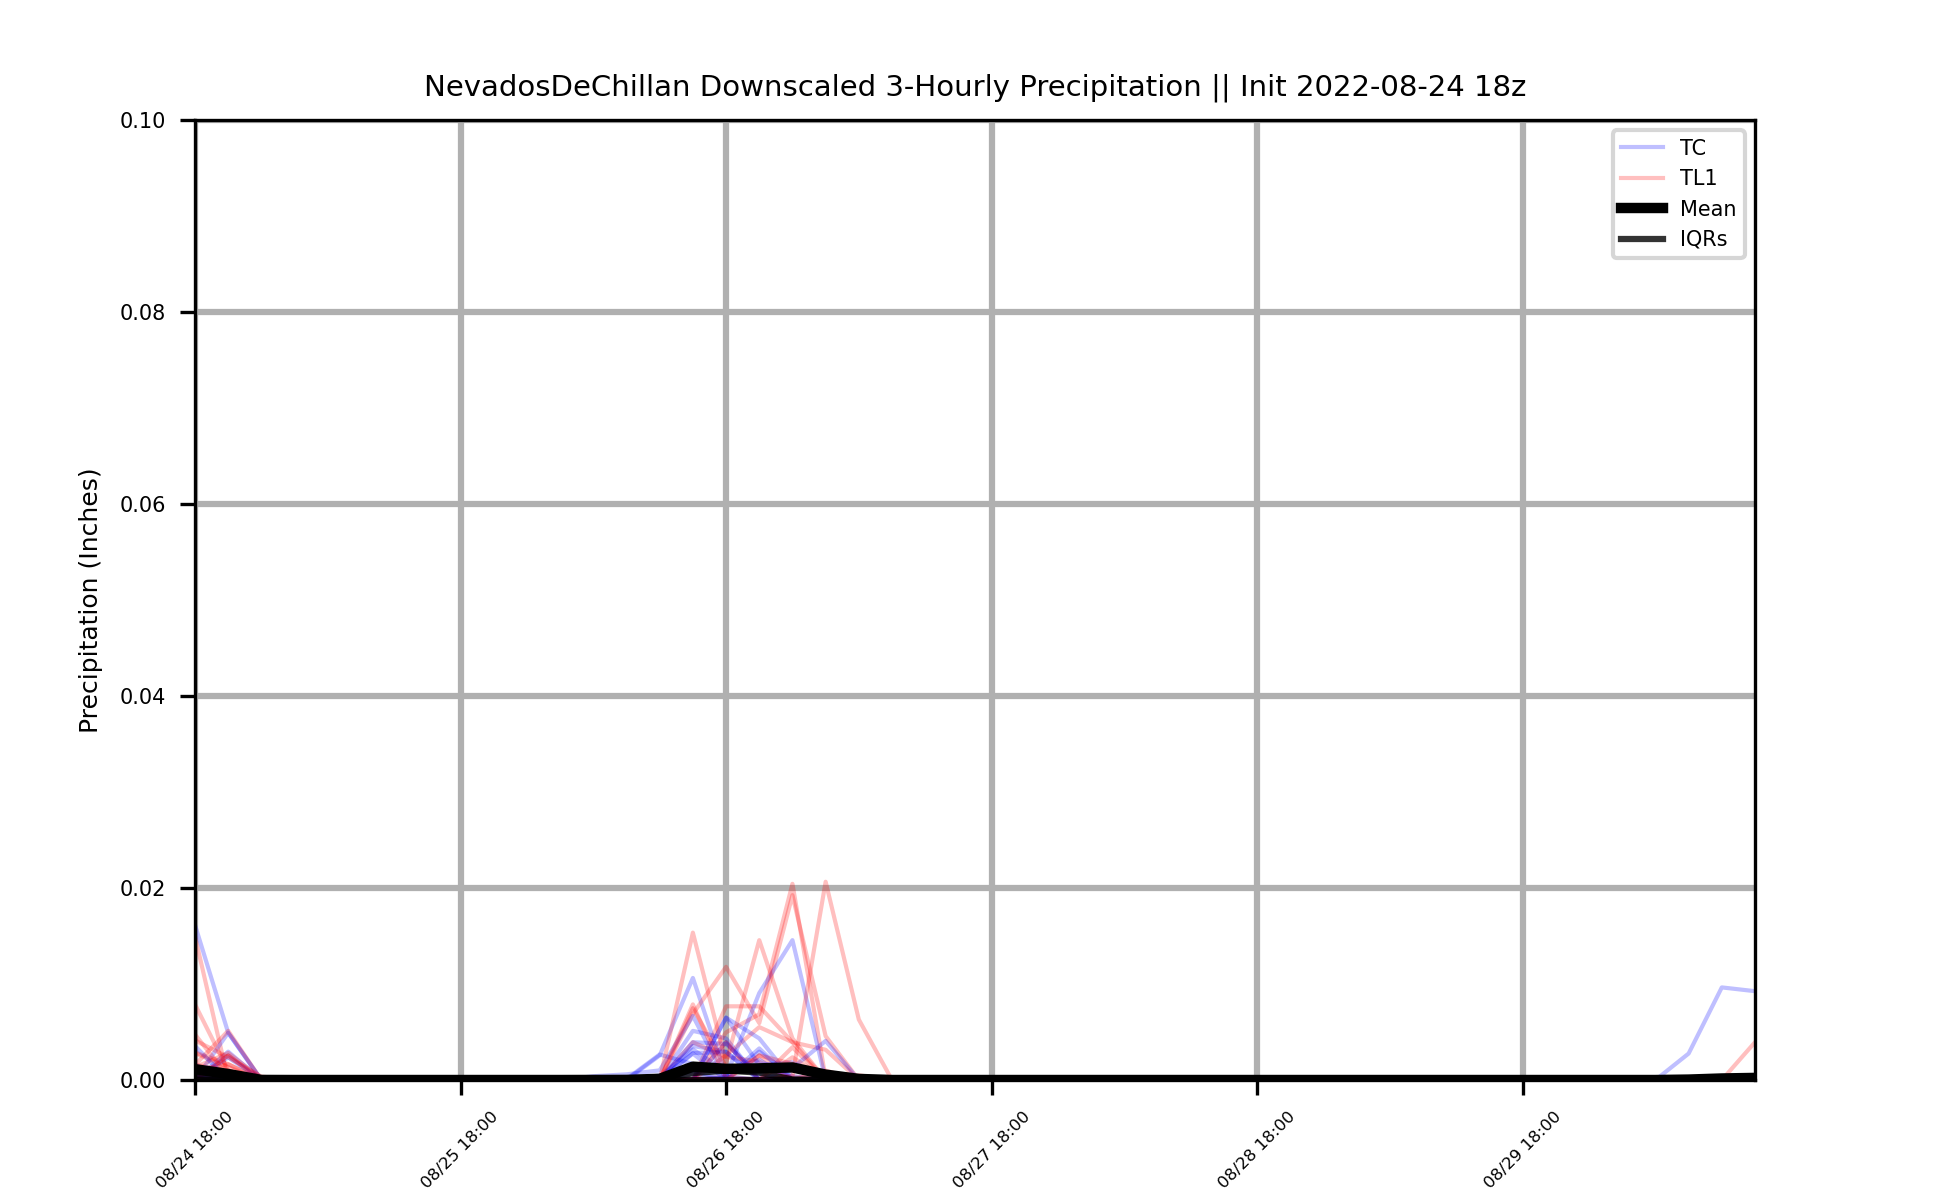 NevadosDeChillan Downscaled 3-Hourly Precipitation || Init 2022-08-24 18z
Precipitation (Inches)
0.10
0.08
0.06
0.04
0.02
0.00
TC
TL1
Mean
IQRs
08/24 18:00
08/25 18:00
08/26 18:00
08/27 18:00
08/28 18:00
08/29 18:00